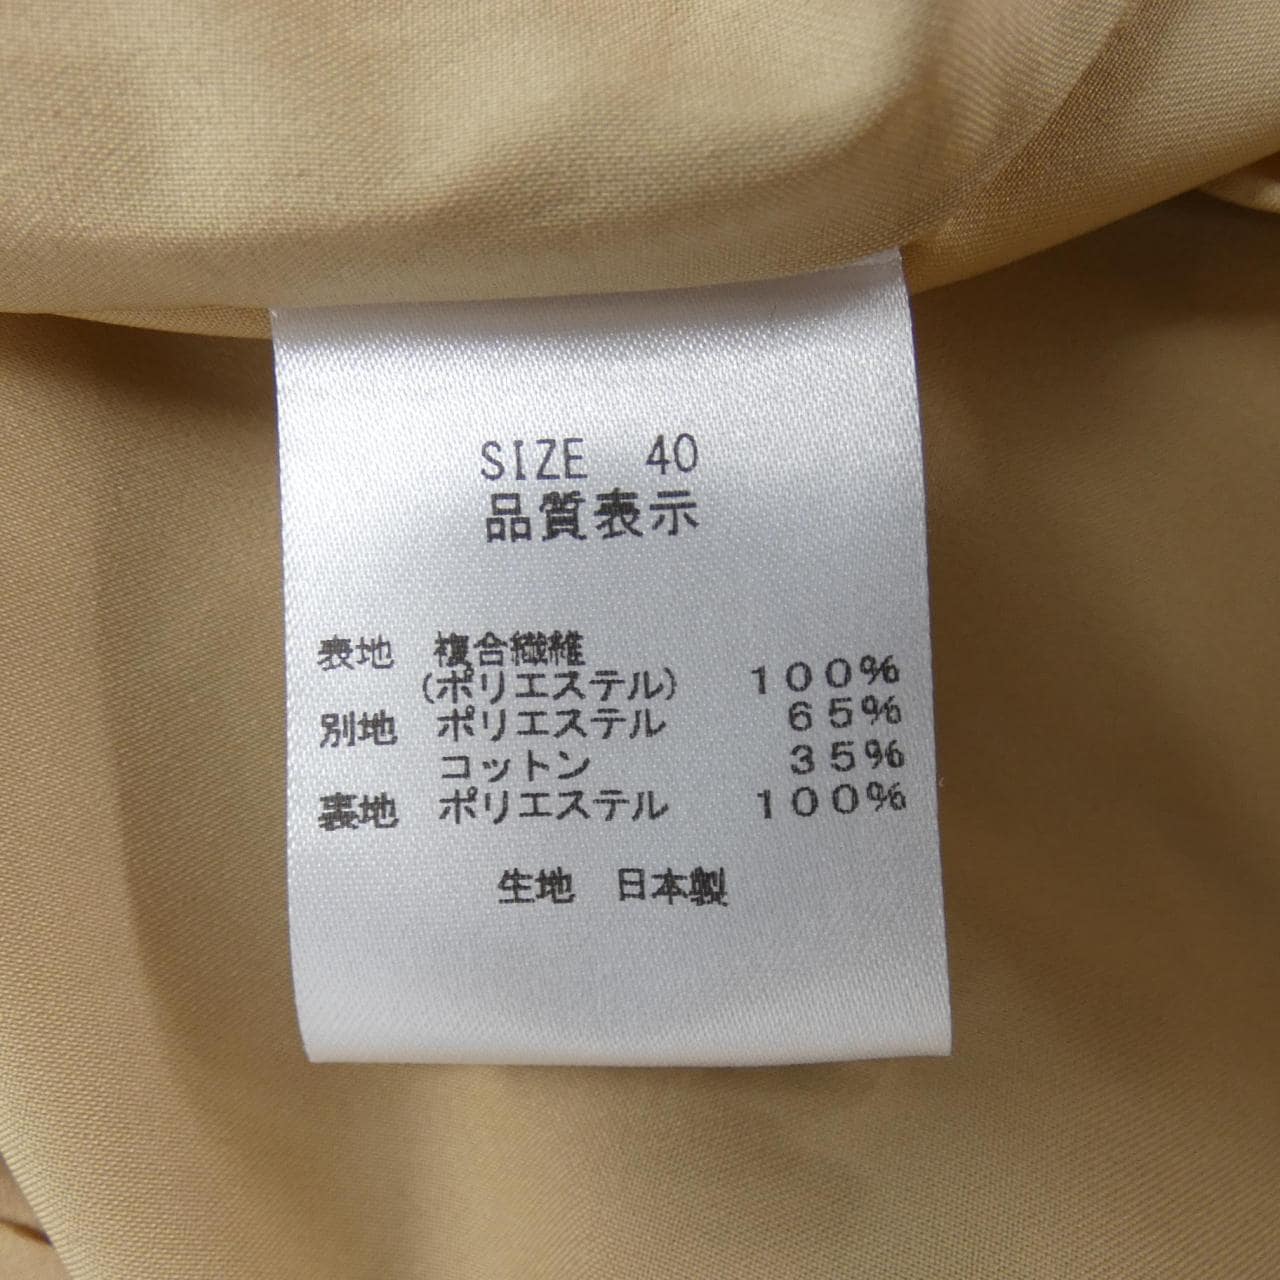 SIZE 40
品質表示
表地 複合繊維
(ポリエステル) 100%
別地 ポリエステル 65%
コットン 35%
裏地 ポリエステル 100%
生地 日本製